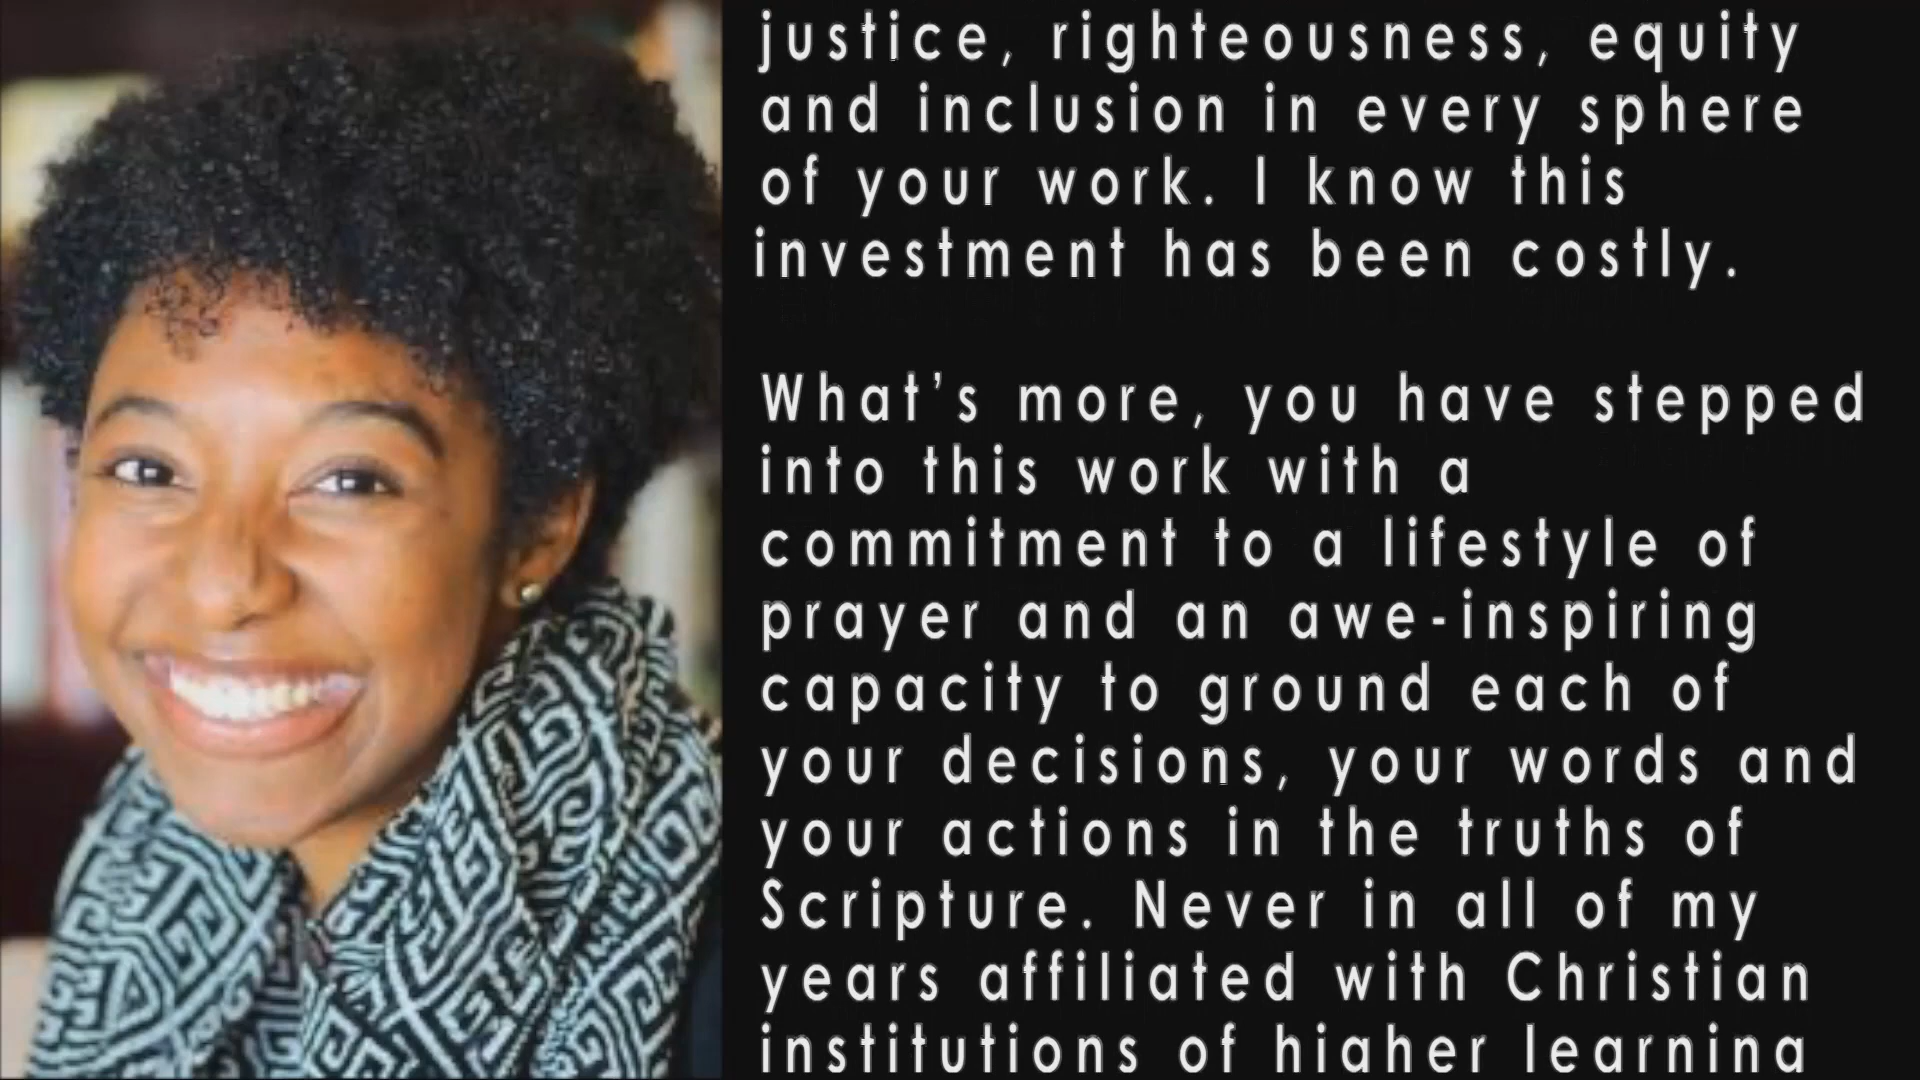 justice, righteousness, equity
and inclusion in every sphere
of your work. I know this
investment has been costly.
What's more, you have stepped
into this work with a
commitment to a lifestyle of
prayer and an awe-inspiring
capacity to ground each of
your decisions, your words and
your actions in the truths of
Scripture. Never in all of my
years affiliated with Christian
institutions of higher learning